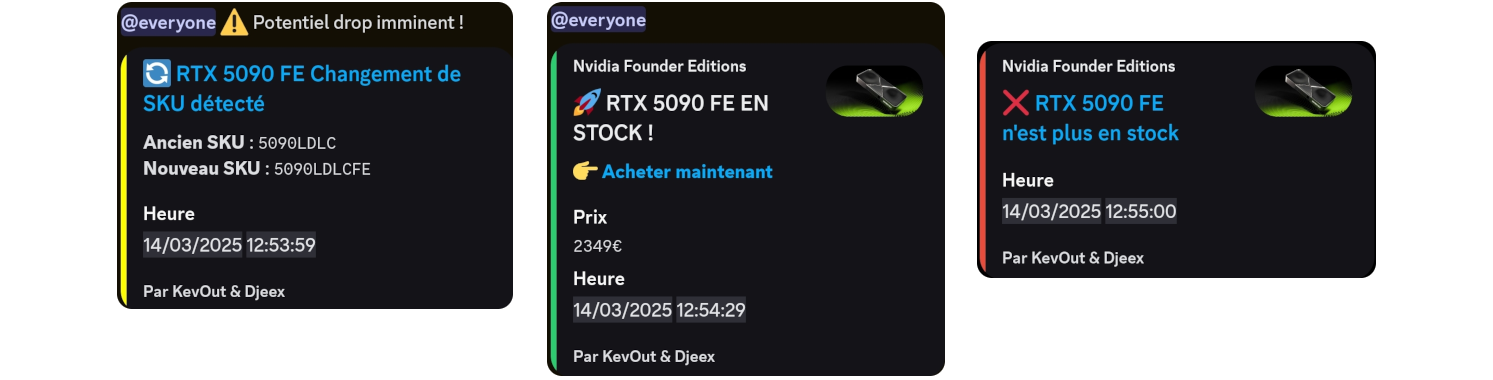 @everyone ⚠️ Potentiel drop imminent !
🔄 RTX 5090 FE Changement de
SKU détecté
Ancien SKU : 5090LDLC
Nouveau SKU : 5090LDLCFE
Heure
14/03/2025 12:53:59
Par KevOut & Djeex
@everyone
Nvidia Founder Editions
🚀 RTX 5090 FE EN
STOCK !
👉 Acheter maintenant
Prix
2349€
Heure
14/03/2025 12:54:29
Par KevOut & Djeex
Nvidia Founder Editions
❌ RTX 5090 FE
n'est plus en stock
Heure
14/03/2025 12:55:00
Par KevOut & Djeex